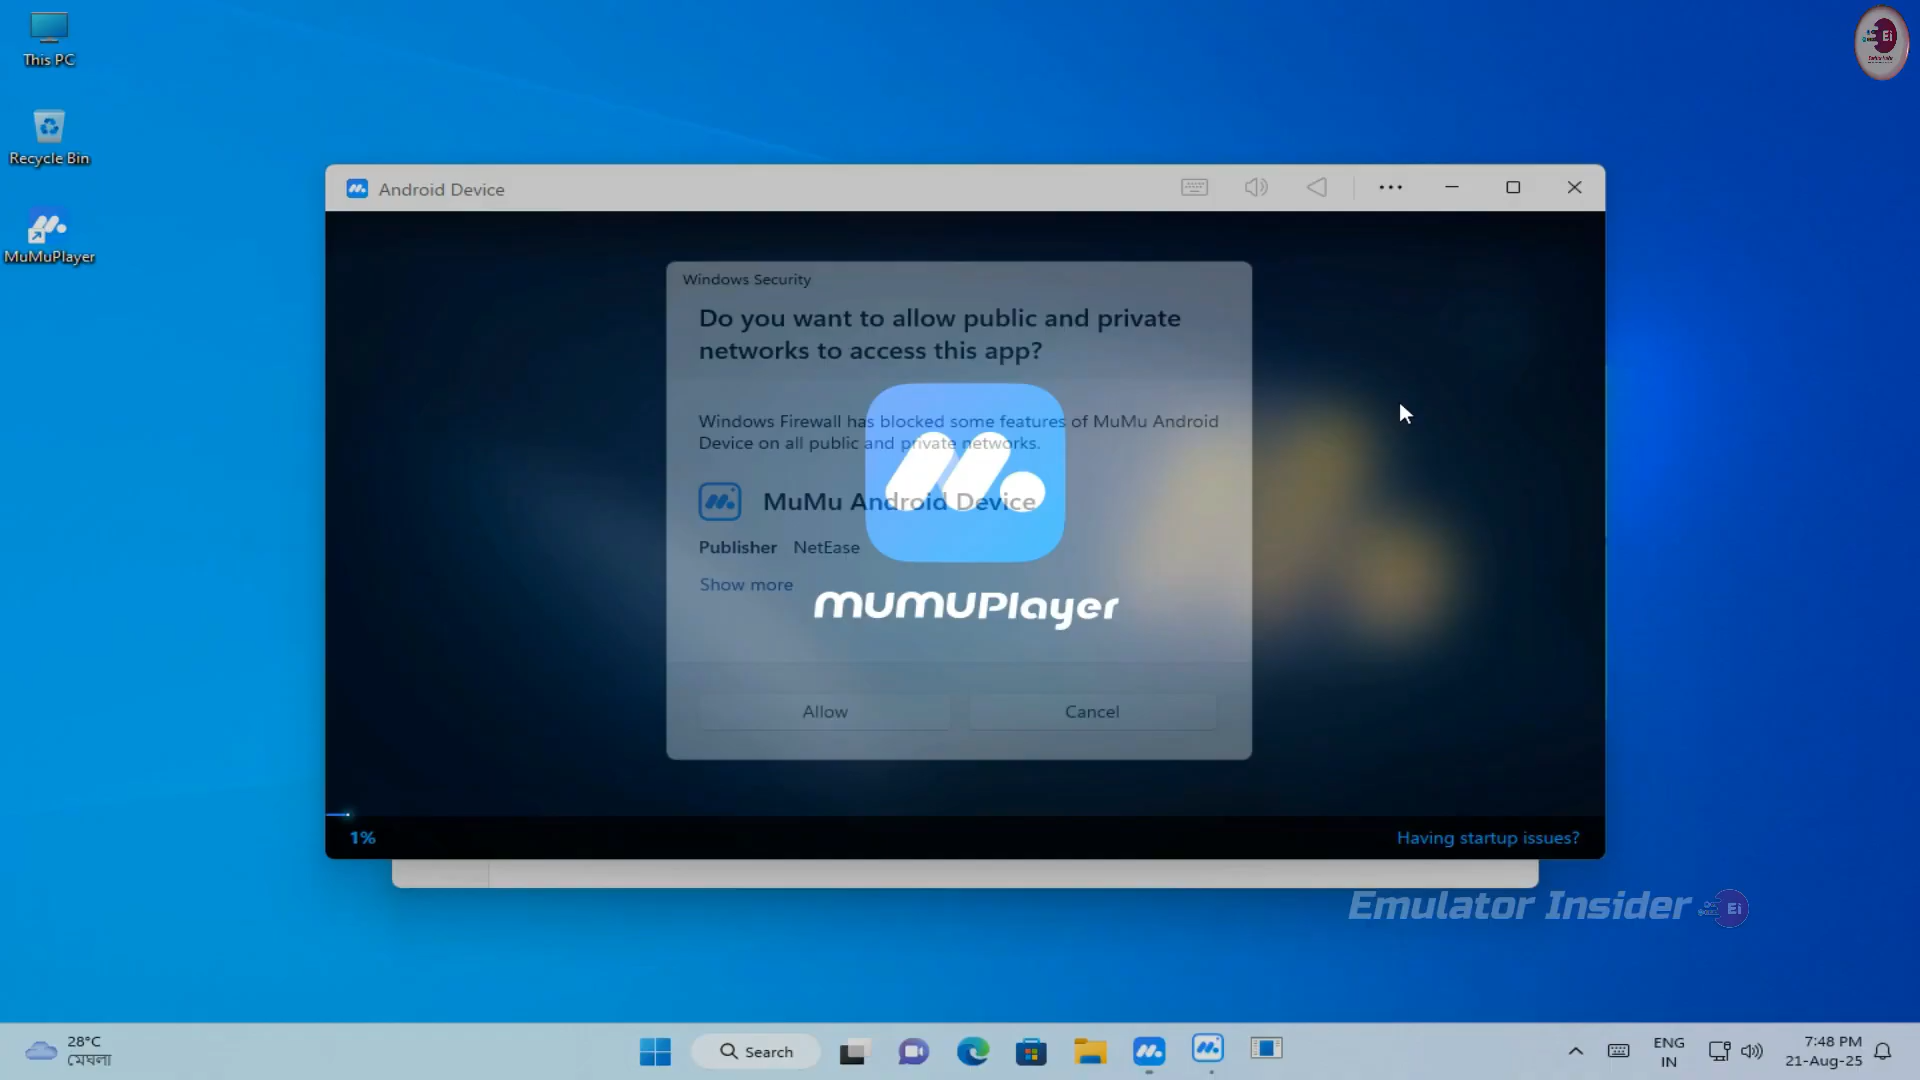 This PC
Recycle Bin
MuMuPlayer
Android Device
Windows Security
Do you want to allow public and private
networks to access this app?
Windows Firewall has blocked some features of MuMu Android
Device on all public and private networks.
MuMu Android Device
Publisher NetEase
Show more
mumuPlayer
Allow
Cancel
1%
Having startup issues?
Emulator Insider
Ei
Ei
28°C
মেঘলা
Search
ENG
IN
7:48 PM
21-Aug-25